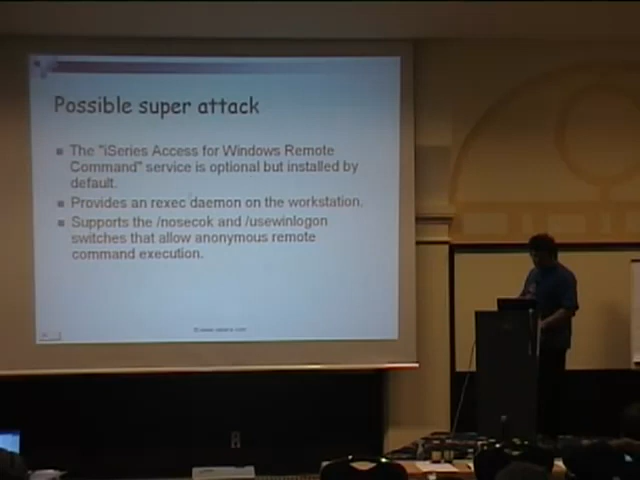 Possible super attack
The "iSeries Access for Windows Remote
Command" service is optional but installed by
default.
Provides an rexec daemon on the workstation.
Supports the /nosecok and /usewinlogon
switches that allow anonymous remote
command execution.